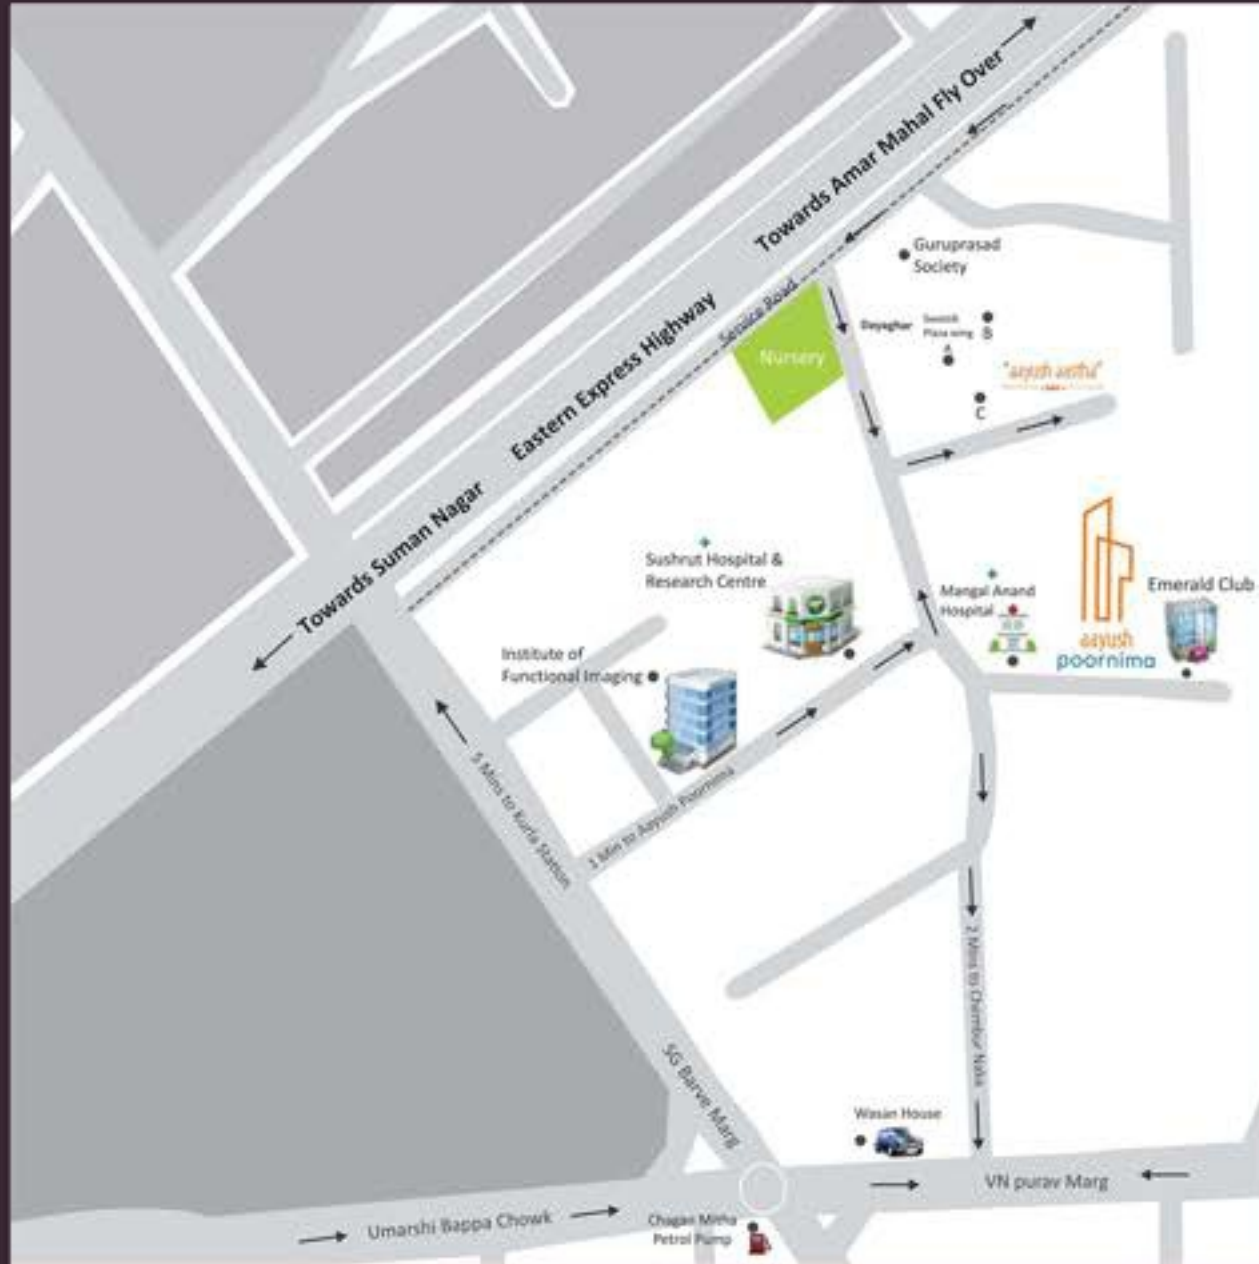 Towards Amar Mahal Fly Over
Eastern Express Highway
Towards Suman Nagar
Service Road
Nursery
Guruprasad
Society
Dayaghar
Swastik
Plaza wing
A
B
C
"aayush aastha"
Sushrut Hospital &
Research Centre
Mangal Anand
Hospital
aayush
poornima
Emerald Club
Institute of
Functional Imaging
5 Mins to Kurla Station
1 Min to Aayush Poornima
2 Mins to Chembur Naka
SG Barve Marg
Wasan House
VN purav Marg
Umarshi Bappa Chowk
Chagan Mitha
Petrol Pump